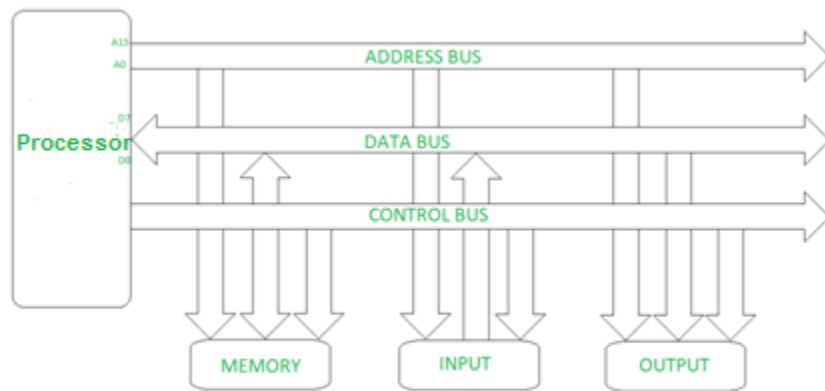 A15
ADDRESS BUS
A0
D7
Processor
DATA BUS
D0
CONTROL BUS
MEMORY
INPUT
OUTPUT